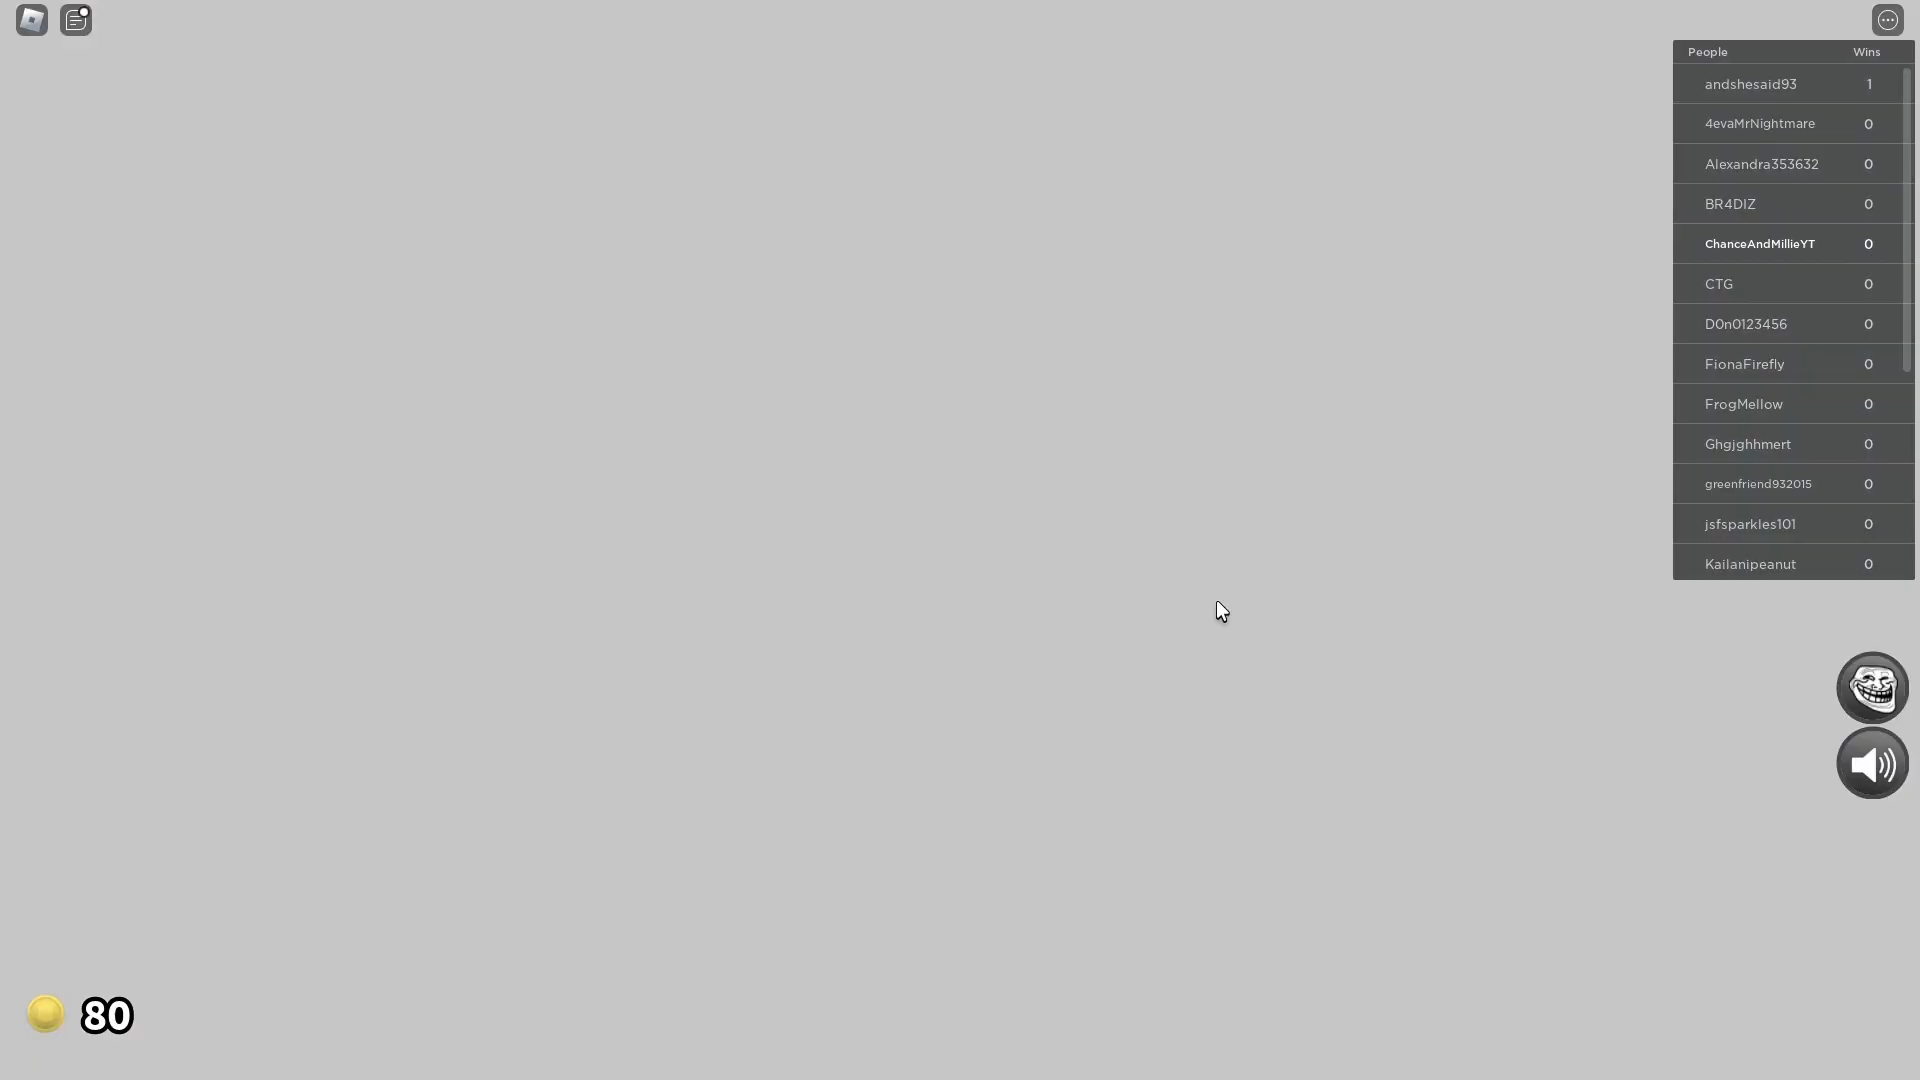 People Wins
andshesaid93 1
4evaMrNightmare 0
Alexandra353632 0
BR4DIZ 0
ChanceAndMillieYT 0
CTG 0
D0n0123456 0
FionaFirefly 0
FrogMellow 0
Ghgjghhmert 0
greenfriend932015 0
jsfsparkles101 0
Kailanipeanut 0
80